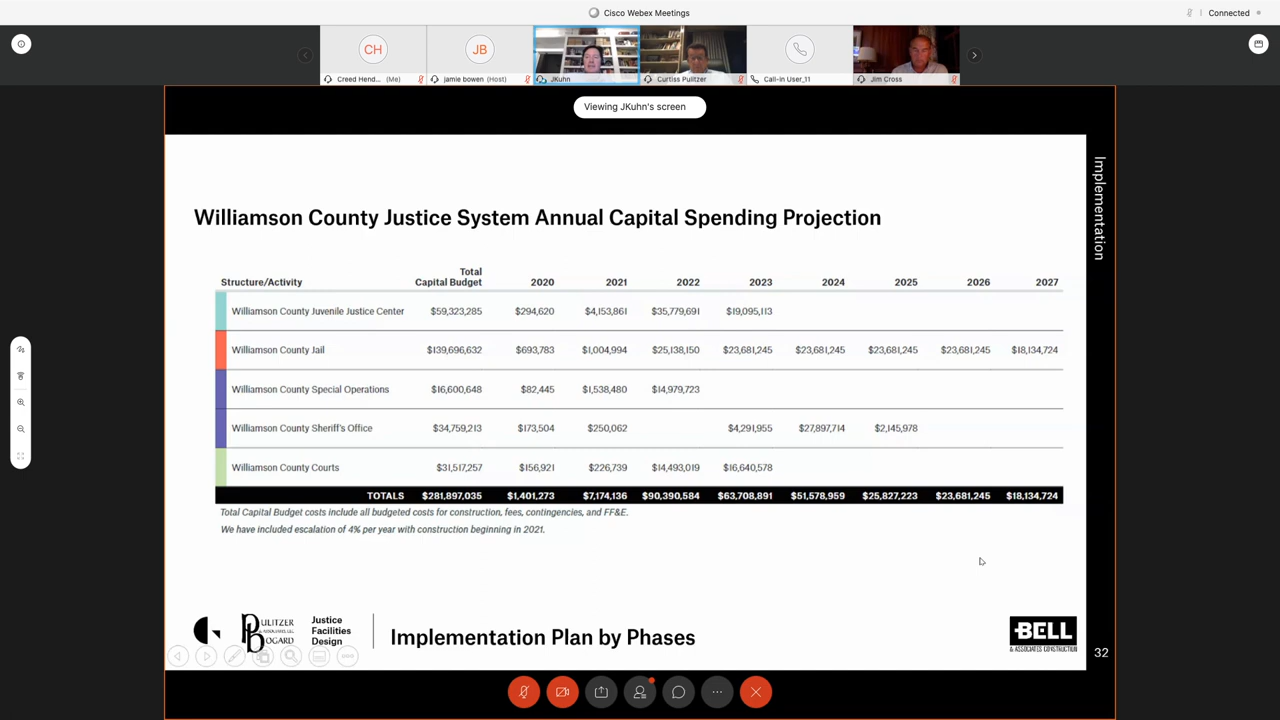 Cisco Webex Meetings
Connected
CH
JB
Creed Hend... (Me)
jamie bowen (Host)
JKuhn
Curtiss Pulitzer
Call-in User_11
Jim Cross
Viewing JKuhn's screen
Implementation
Williamson County Justice System Annual Capital Spending Projection
Structure/Activity Total Capital Budget 2020 2021 2022 2023 2024 2025 2026 2027
Williamson County Juvenile Justice Center $59,323,285 $294,620 $4,153,861 $35,779,691 $19,095,113
Williamson County Jail $139,696,632 $693,783 $1,004,994 $25,138,150 $23,681,245 $23,681,245 $23,681,245 $23,681,245 $18,134,724
Williamson County Special Operations $16,600,648 $82,445 $1,538,480 $14,979,723
Williamson County Sheriff's Office $34,759,213 $173,504 $250,062 $4,291,955 $27,897,714 $2,145,978
Williamson County Courts $31,517,257 $156,921 $226,739 $14,493,019 $16,640,578
TOTALS $281,897,035 $1,401,273 $7,174,136 $90,390,584 $63,708,891 $51,578,959 $25,827,223 $23,681,245 $18,134,724
Total Capital Budget costs include all budgeted costs for construction, fees, contingencies, and FF&E.
We have included escalation of 4% per year with construction beginning in 2021.
PULITZER
BOGARD
Justice
Facilities
Design
Implementation Plan by Phases
BELL
& ASSOCIATES CONSTRUCTION
32